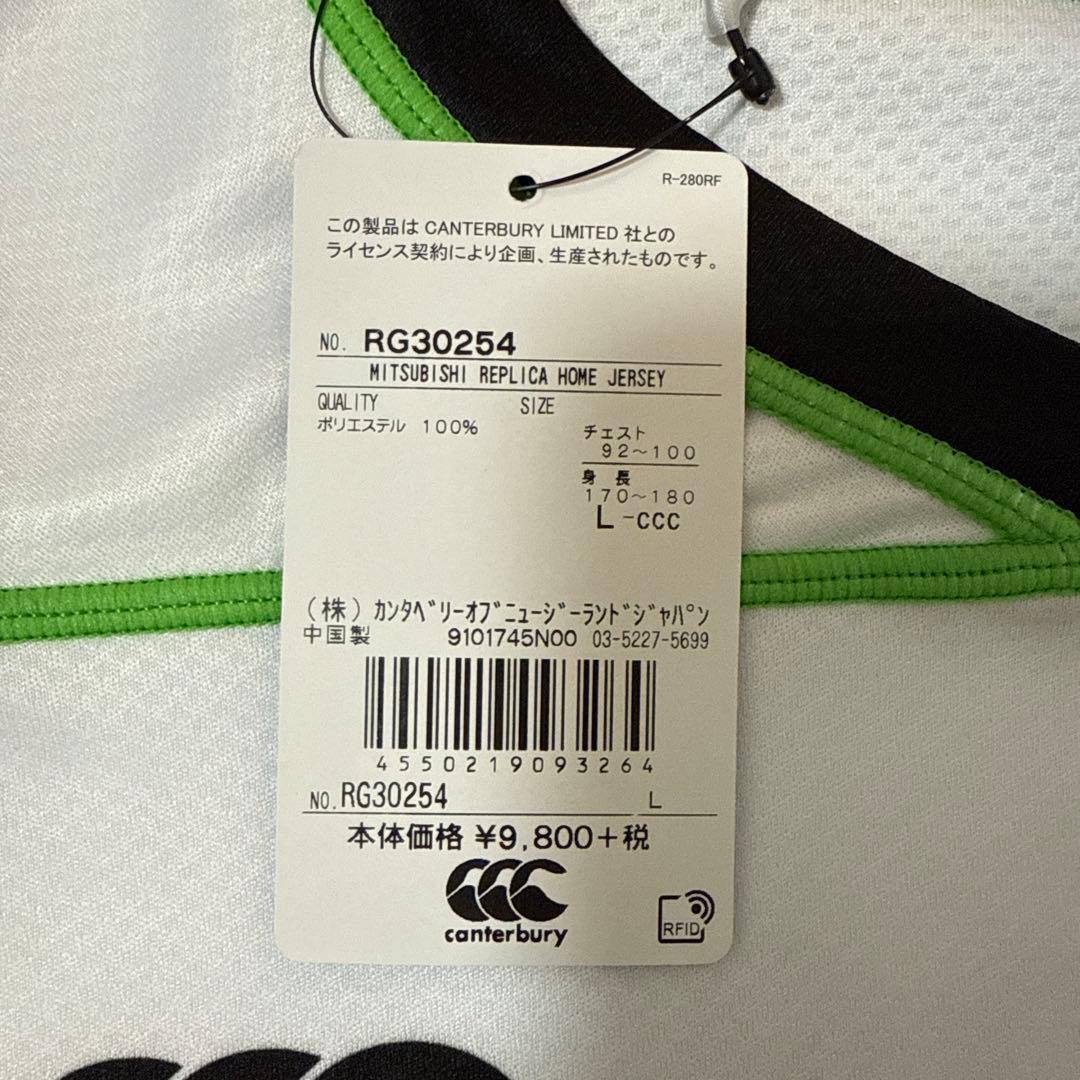 R-280RF
この製品は CANTERBURY LIMITED 社との
ライセンス契約により企画、生産されたものです。
NO. RG30254
MITSUBISHI REPLICA HOME JERSEY
QUALITY SIZE
ポリエステル 100%
チェスト
92～100
身 長
170～180
L -CCC
(株) ｶﾝﾀﾍﾞﾘｰｵﾌﾞﾆｭｰｼﾞｰﾗﾝﾄﾞｼﾞｬﾊﾟﾝ
中国製 9101745N00 03-5227-5699
4550219093264
NO. RG30254 L
本体価格 ¥9,800+税
canterbury
RFID